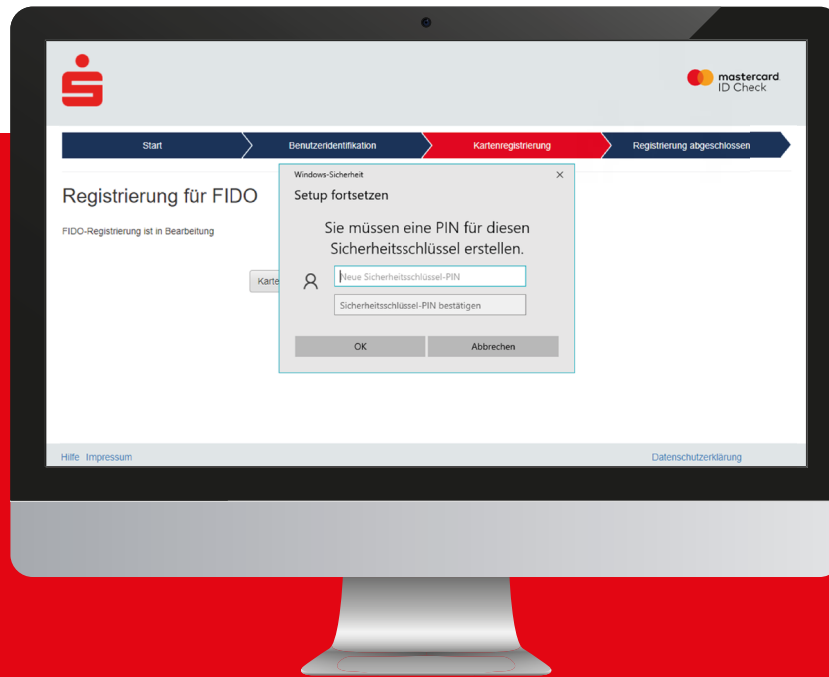 mastercard
ID Check
Start
Benutzeridentifikation
Kartenregistrierung
Registrierung abgeschlossen
Registrierung für FIDO
FIDO-Registrierung ist in Bearbeitung
Karte
Windows-Sicherheit
Setup fortsetzen
Sie müssen eine PIN für diesen
Sicherheitsschlüssel erstellen.
Neue Sicherheitsschlüssel-PIN
Sicherheitsschlüssel-PIN bestätigen
OK
Abbrechen
Hilfe Impressum
Datenschutzerklärung